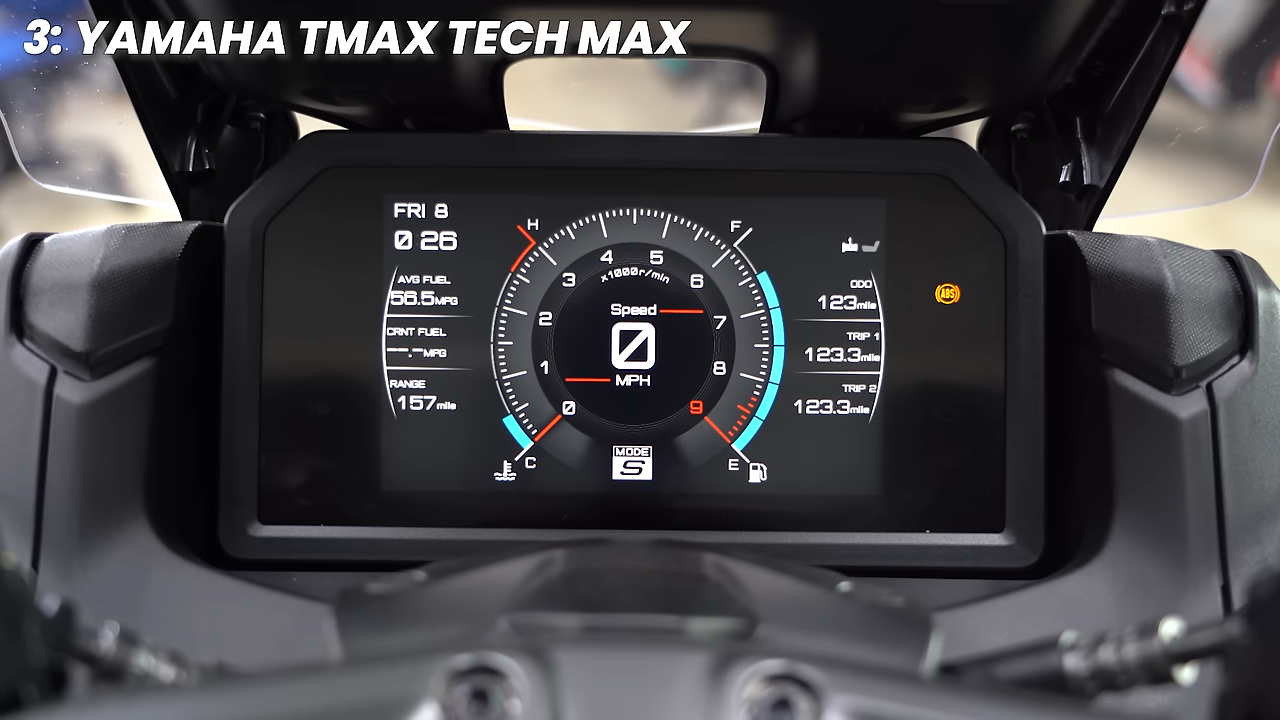 3: YAMAHA TMAX TECH MAX
FRI 8
0 26
AVG FUEL
56.5MPG
CRNT FUEL
--.-MPG
RANGE
157mile
H
C
0
1
2
3
4
5
6
7
8
9
x1000r/min
Speed
0
MPH
MODE
S
F
E
ODO
123mile
TRIP 1
123.3mile
TRIP 2
123.3mile
ABS